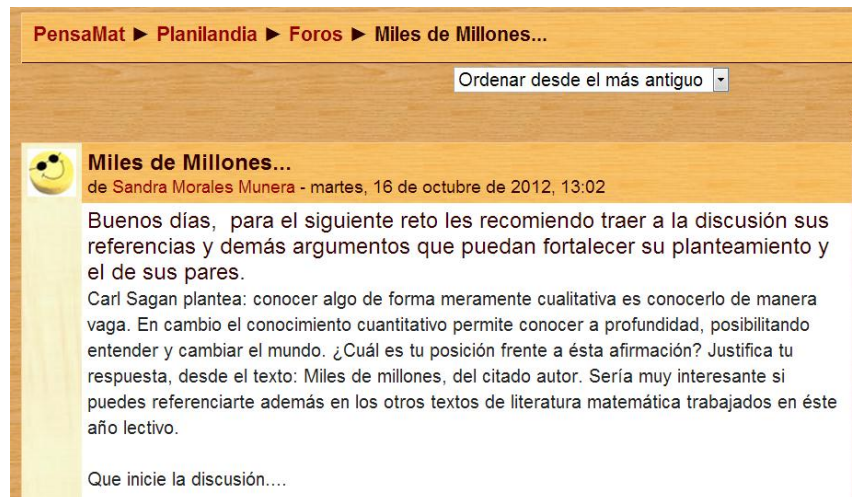 PensaMat ► Planilandia ► Foros ► Miles de Millones...
Ordenar desde el más antiguo
Miles de Millones...
de Sandra Morales Munera - martes, 16 de octubre de 2012, 13:02
Buenos días, para el siguiente reto les recomiendo traer a la discusión sus
referencias y demás argumentos que puedan fortalecer su planteamiento y
el de sus pares.
Carl Sagan plantea: conocer algo de forma meramente cualitativa es conocerlo de manera
vaga. En cambio el conocimiento cuantitativo permite conocer a profundidad, posibilitando
entender y cambiar el mundo. ¿Cuál es tu posición frente a ésta afirmación? Justifica tu
respuesta, desde el texto: Miles de millones, del citado autor. Sería muy interesante si
puedes referenciarte además en los otros textos de literatura matemática trabajados en éste
año lectivo.
Que inicie la discusión....